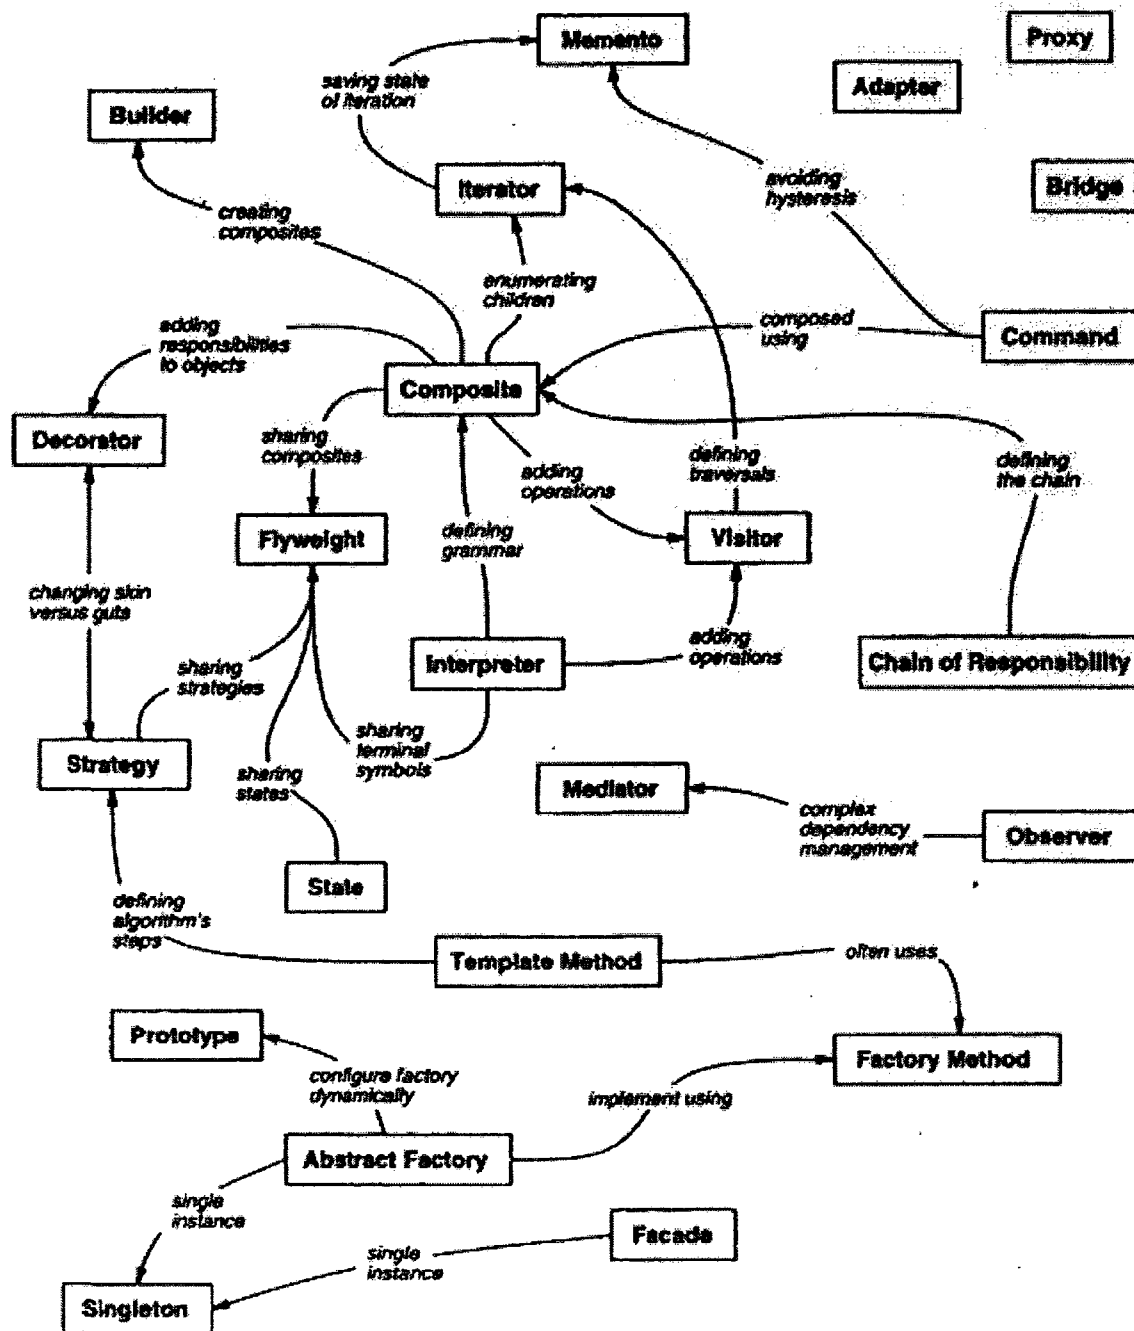 Memento
Proxy
Adapter
saving state
of iteration
Builder
Iterator
avoiding
hysteresis
Bridge
creating
composites
enumerating
children
adding
responsibilities
to objects
composed
using
Command
Composite
Decorator
sharing
composites
adding
operations
defining
traversals
defining
the chain
Flyweight
defining
grammar
Visitor
changing skin
versus guts
sharing
strategies
Interpreter
adding
operations
Chain of Responsibility
Strategy
sharing
states
sharing
terminal
symbols
Mediator
complex
dependency
management
Observer
State
defining
algorithm's
steps
Template Method
often uses
Prototype
configure factory
dynamically
implement using
Factory Method
Abstract Factory
single
instance
Facade
single
instance
Singleton